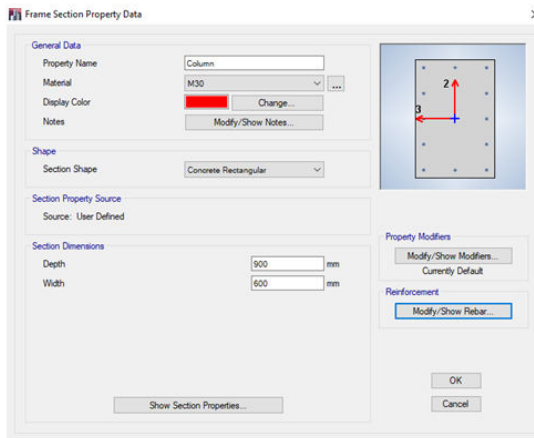 Frame Section Property Data
General Data
Property Name Column
Material M30 ...
Display Color Change...
Notes Modify/Show Notes...
Shape
Section Shape Concrete Rectangular
Section Property Source
Source: User Defined
Section Dimensions
Depth 900 mm
Width 600 mm
Show Section Properties...
2
3
Property Modifiers
Modify/Show Modifiers...
Currently Default
Reinforcement
Modify/Show Rebar...
OK
Cancel